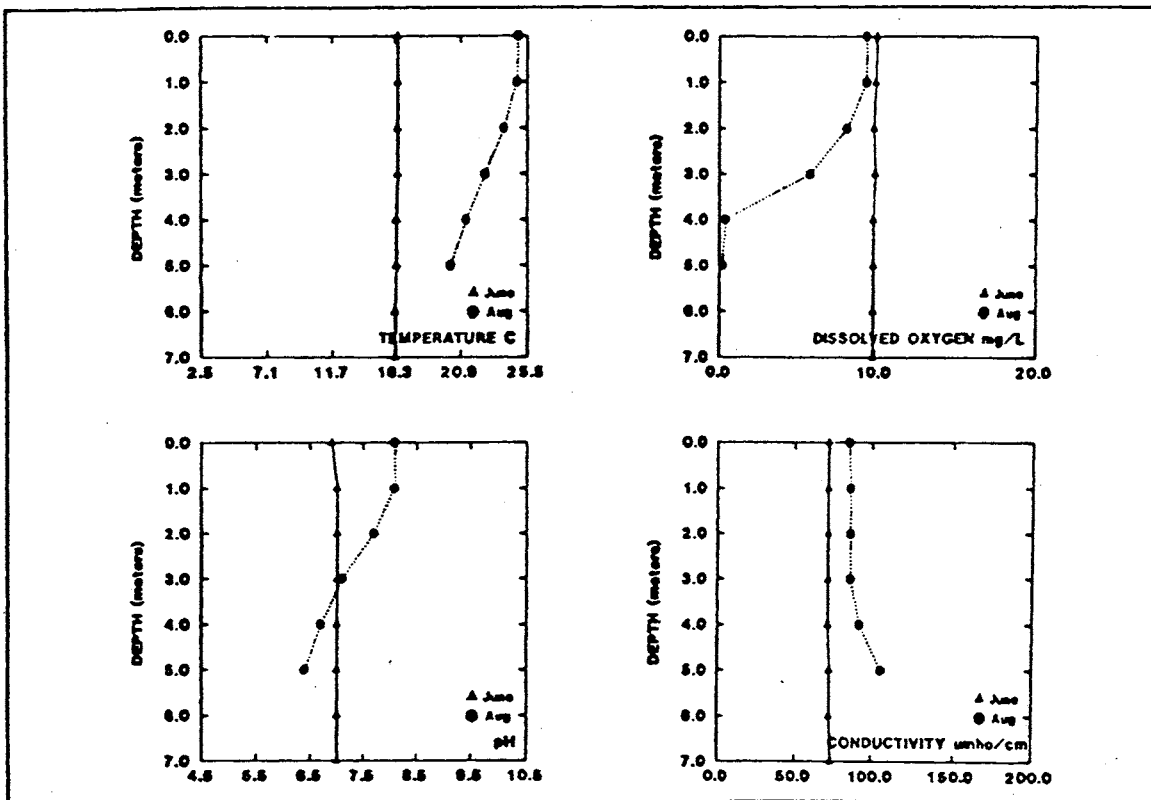 0.0
1.0
2.0
3.0
4.0
5.0
6.0
7.0
DEPTH (meters)
June
Aug
TEMPERATURE C
2.5 7.1 11.7 16.3 20.9 25.5
0.0
1.0
2.0
3.0
4.0
5.0
6.0
7.0
DEPTH (meters)
June
Aug
DISSOLVED OXYGEN mg/L
0.0 10.0 20.0
0.0
1.0
2.0
3.0
4.0
5.0
6.0
7.0
DEPTH (meters)
June
Aug
pH
4.5 5.5 6.5 7.5 8.5 9.5 10.5
0.0
1.0
2.0
3.0
4.0
5.0
6.0
7.0
DEPTH (meters)
June
Aug
CONDUCTIVITY umho/cm
0.0 50.0 100.0 150.0 200.0